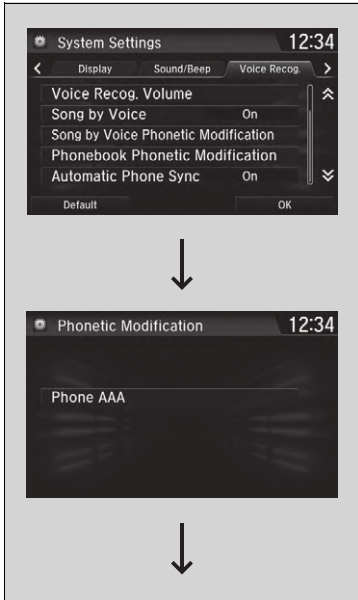 System Settings 12:34
Display Sound/Beep Voice Recog.
Voice Recog. Volume
Song by Voice On
Song by Voice Phonetic Modification
Phonebook Phonetic Modification
Automatic Phone Sync On
Default OK
Phonetic Modification 12:34
Phone AAA